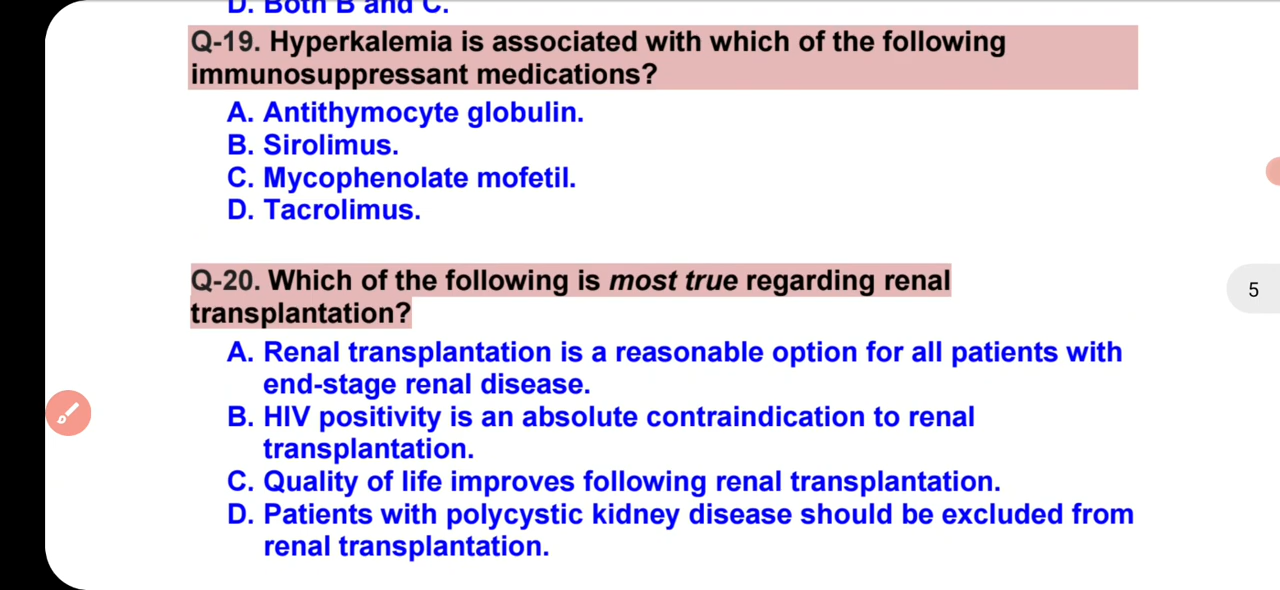 D. Both B and C.
Q-19. Hyperkalemia is associated with which of the following
immunosuppressant medications?
A. Antithymocyte globulin.
B. Sirolimus.
C. Mycophenolate mofetil.
D. Tacrolimus.
Q-20. Which of the following is most true regarding renal
transplantation?
5
A. Renal transplantation is a reasonable option for all patients with
end-stage renal disease.
B. HIV positivity is an absolute contraindication to renal
transplantation.
C. Quality of life improves following renal transplantation.
D. Patients with polycystic kidney disease should be excluded from
renal transplantation.